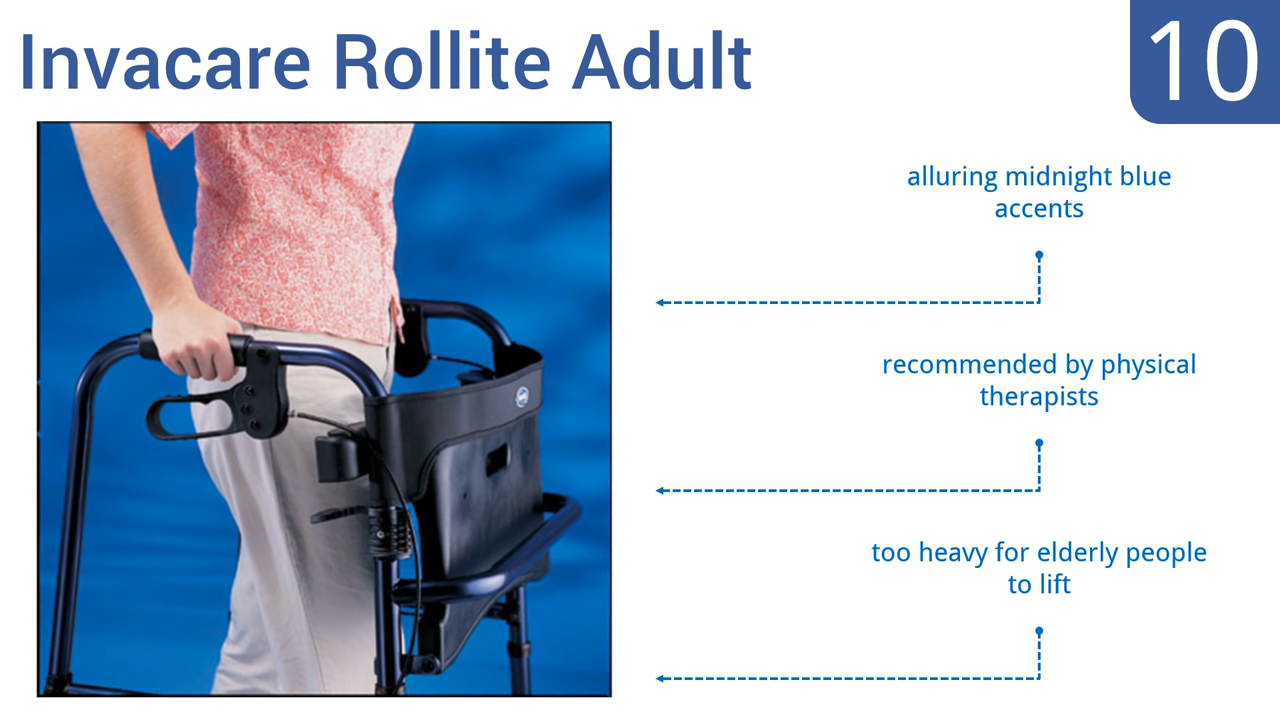 Invacare Rollite Adult
10
alluring midnight blue
accents
recommended by physical
therapists
too heavy for elderly people
to lift